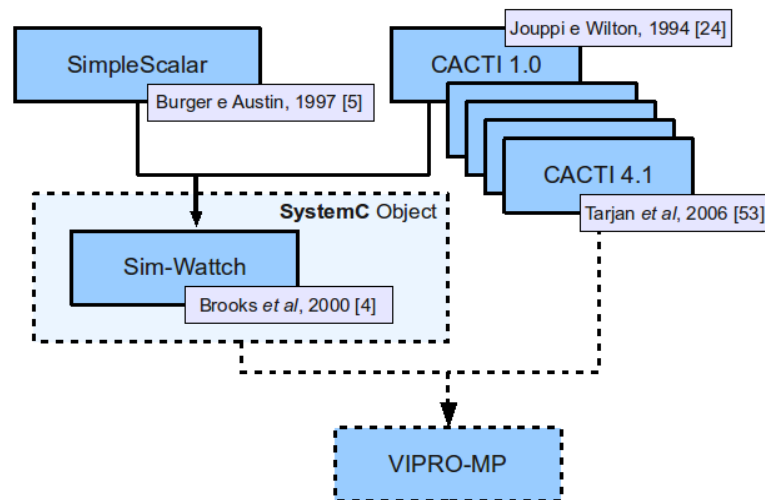 Jouppi e Wilton, 1994 [24]
SimpleScalar
CACTI 1.0
Burger e Austin, 1997 [5]
CACTI 4.1
Tarjan et al, 2006 [53]
SystemC Object
Sim-Wattch
Brooks et al, 2000 [4]
VIPRO-MP